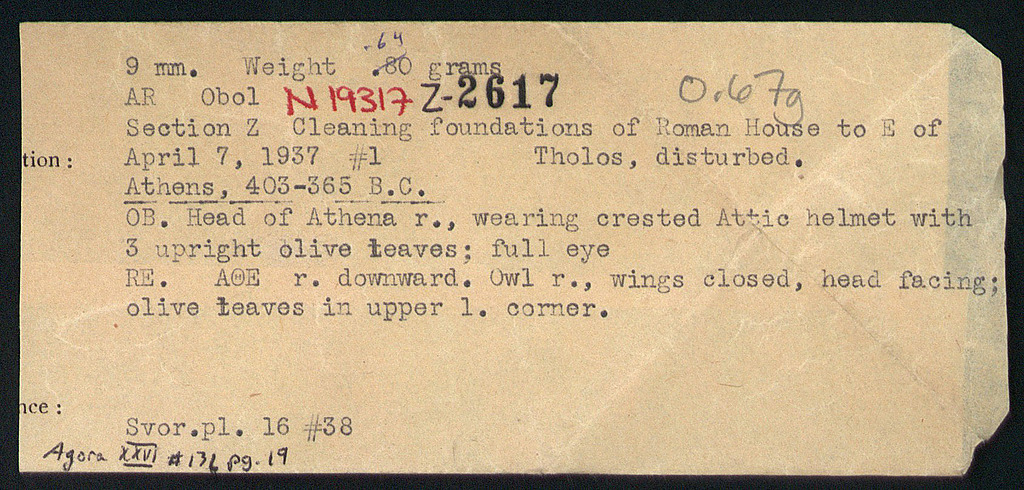 .64
9 mm. Weight .80 grams
AR Obol N 19317 Z-2617 0.67g
Section Z Cleaning foundations of Roman House to E of
tion: April 7, 1937 #1 Tholos, disturbed.
Athens, 403-365 B.C.
OB. Head of Athena r., wearing crested Attic helmet with
3 upright olive leaves; full eye
RE. ΑΘΕ r. downward. Owl r., wings closed, head facing;
olive leaves in upper l. corner.
nce:
Svor.pl. 16 #38
Agora XXVI pg. 19